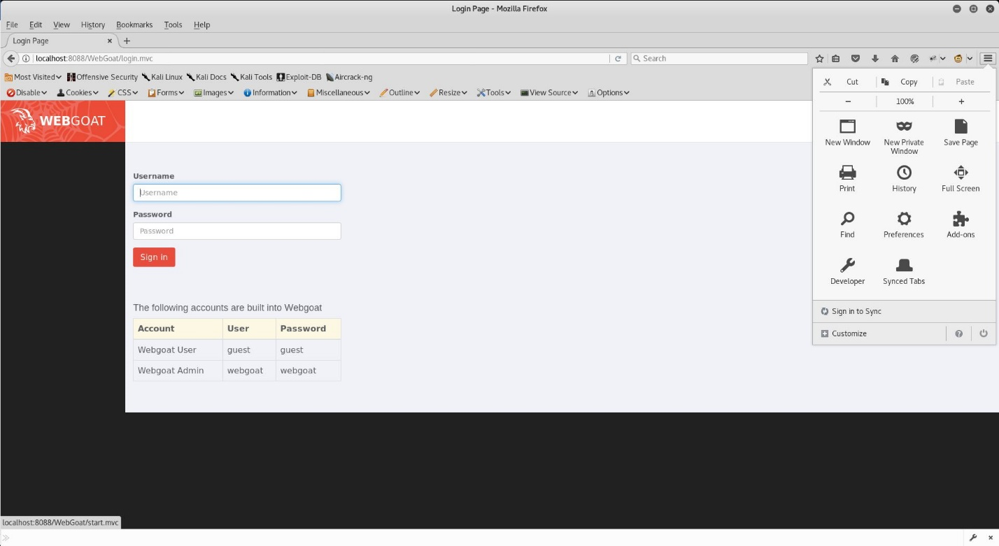 Login Page - Mozilla Firefox
File Edit View History Bookmarks Tools Help
Login Page
localhost:8088/WebGoat/login.mvc
Search
Most Visited Offensive Security Kali Linux Kali Docs Kali Tools Exploit-DB Aircrack-ng
Disable Cookies CSS Forms Images Information Miscellaneous Outline Resize Tools View Source Options
WEBGOAT
Username
Username
Password
Password
Sign in
The following accounts are built into Webgoat
Account User Password
Webgoat User guest guest
Webgoat Admin webgoat webgoat
Cut Copy Paste
− 100% +
New Window New Private Window Save Page
Print History Full Screen
Find Preferences Add-ons
Developer Synced Tabs
Sign in to Sync
Customize
localhost:8088/WebGoat/start.mvc